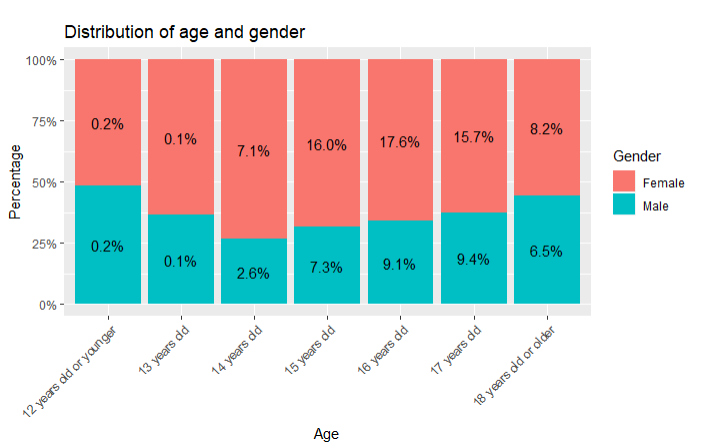 Distribution of age and gender
100%
75%
50%
25%
0%
Percentage
0.2%
0.1%
7.1%
16.0%
17.6%
15.7%
8.2%
0.2%
0.1%
2.6%
7.3%
9.1%
9.4%
6.5%
12 years old or younger
13 years old
14 years old
15 years old
16 years old
17 years old
18 years old or older
Age
Gender
Female
Male